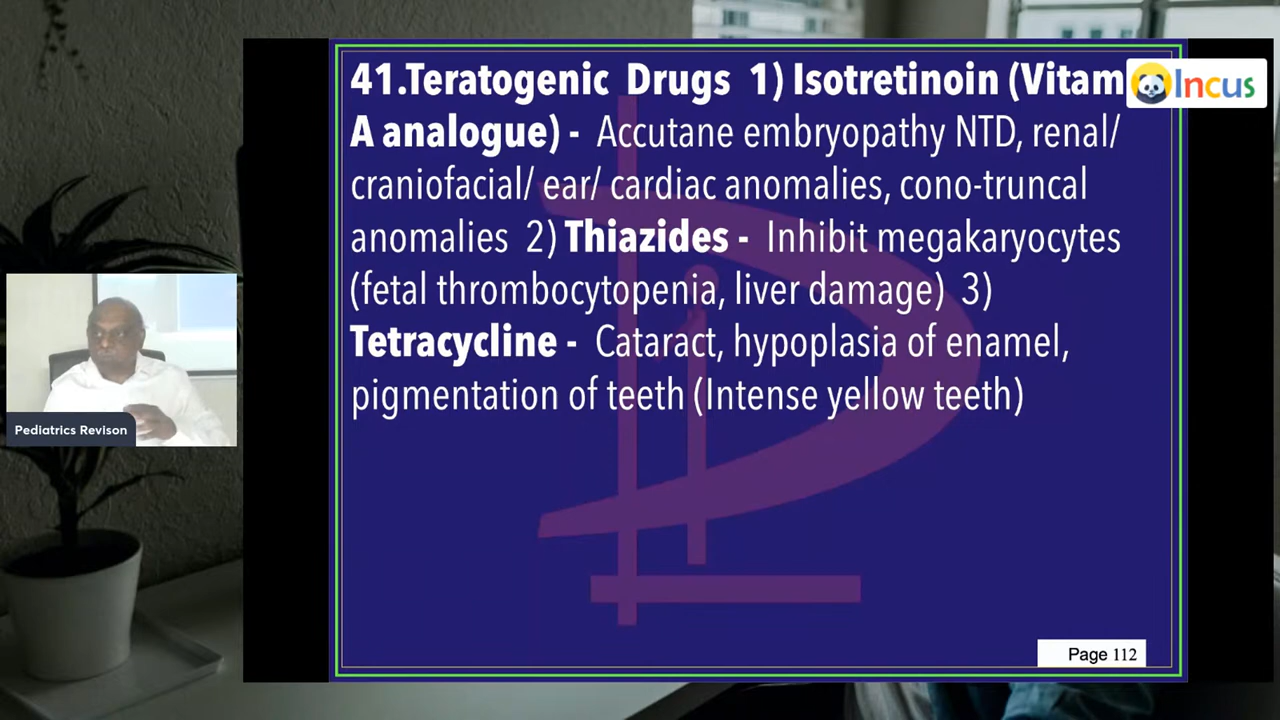 41.Teratogenic Drugs 1) Isotretinoin (Vitam
Incus
A analogue) - Accutane embryopathy NTD, renal/
craniofacial/ ear/ cardiac anomalies, cono-truncal
anomalies 2) Thiazides - Inhibit megakaryocytes
(fetal thrombocytopenia, liver damage) 3)
Tetracycline - Cataract, hypoplasia of enamel,
pigmentation of teeth (Intense yellow teeth)
Pediatrics Revison
Page 112